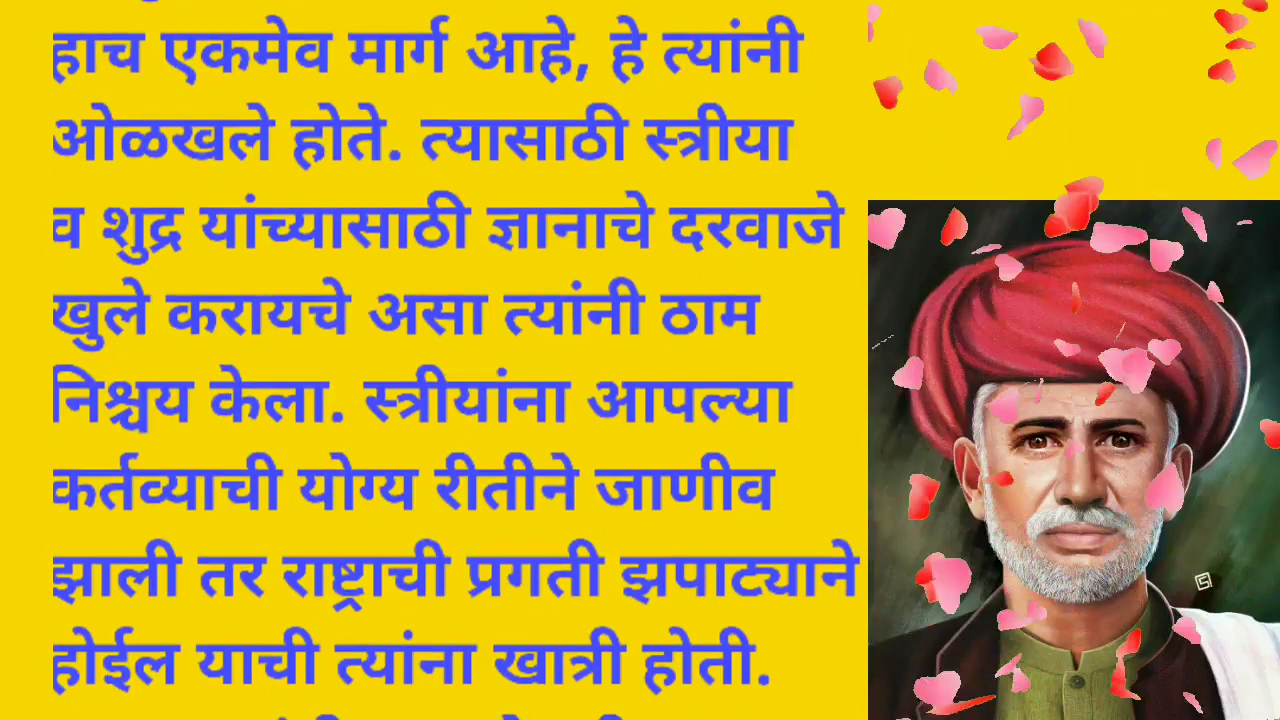 हाच एकमेव मार्ग आहे, हे त्यांनी
ओळखले होते. त्यासाठी स्त्रीया
व शुद्र यांच्यासाठी ज्ञानाचे दरवाजे
खुले करायचे असा त्यांनी ठाम
निश्चय केला. स्त्रीयांना आपल्या
कर्तव्याची योग्य रीतीने जाणीव
झाली तर राष्ट्राची प्रगती झपाट्याने
होईल याची त्यांना खात्री होती.